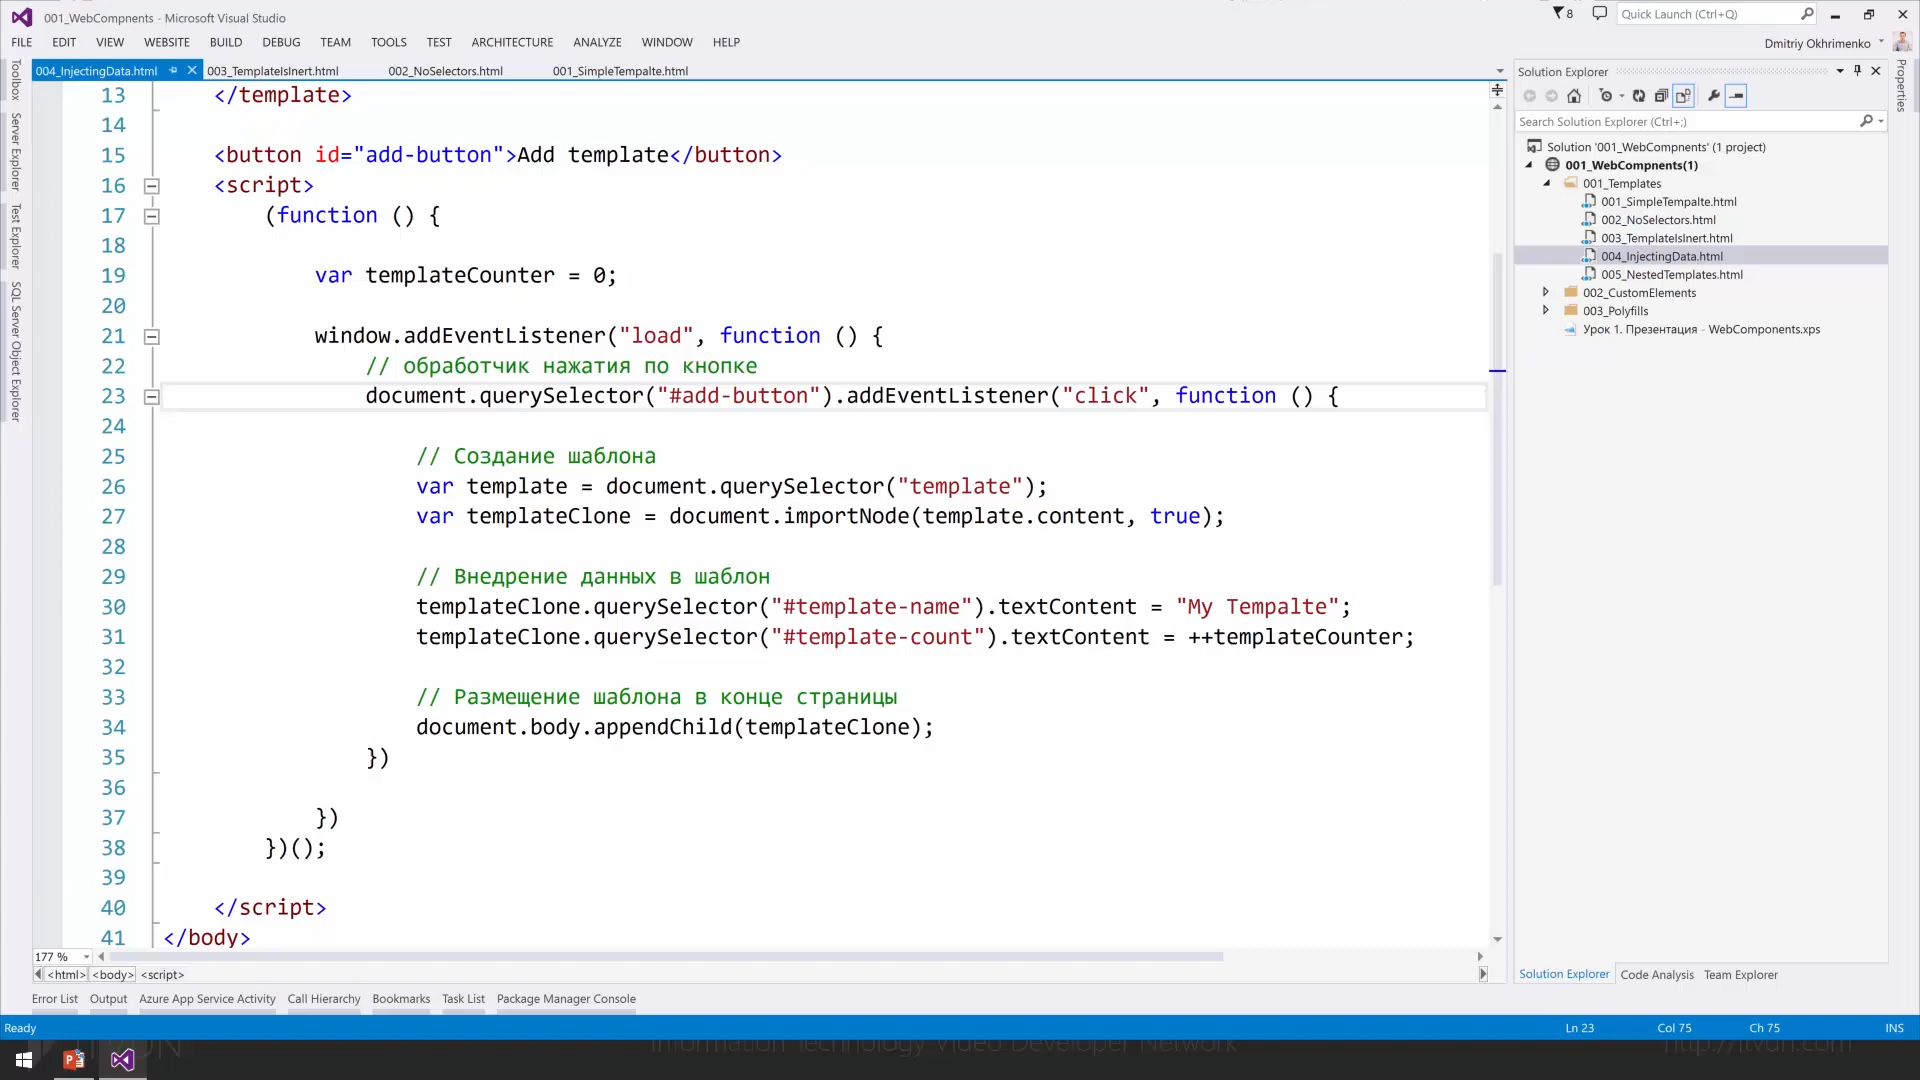 001_WebCompnents - Microsoft Visual Studio
8
Quick Launch (Ctrl+Q)
FILE EDIT VIEW WEBSITE BUILD DEBUG TEAM TOOLS TEST ARCHITECTURE ANALYZE WINDOW HELP
Dmitriy Okhrimenko
Toolbox
Server Explorer
Test Explorer
SQL Server Object Explorer
004_InjectingData.html 003_TemplateIsInert.html 002_NoSelectors.html 001_SimpleTempalte.html
13 </template>
14
15 <button id="add-button">Add template</button>
16 <script>
17 (function () {
18
19 var templateCounter = 0;
20
21 window.addEventListener("load", function () {
22 // обработчик нажатия по кнопке
23 document.querySelector("#add-button").addEventListener("click", function () {
24
25 // Создание шаблона
26 var template = document.querySelector("template");
27 var templateClone = document.importNode(template.content, true);
28
29 // Внедрение данных в шаблон
30 templateClone.querySelector("#template-name").textContent = "My Tempalte";
31 templateClone.querySelector("#template-count").textContent = ++templateCounter;
32
33 // Размещение шаблона в конце страницы
34 document.body.appendChild(templateClone);
35 })
36
37 })
38 })();
39
40 </script>
41 </body>
177 %
<html> <body> <script>
Solution Explorer
Search Solution Explorer (Ctrl+;)
Solution '001_WebCompnents' (1 project)
001_WebCompnents(1)
001_Templates
001_SimpleTempalte.html
002_NoSelectors.html
003_TemplateIsInert.html
004_InjectingData.html
005_NestedTemplates.html
002_CustomElements
003_Polyfills
Урок 1. Презентация - WebComponents.xps
Properties
Solution Explorer Code Analysis Team Explorer
Error List Output Azure App Service Activity Call Hierarchy Bookmarks Task List Package Manager Console
Ready Ln 23 Col 75 Ch 75 INS
Information Technology Video Developer Network
http://itvdn.com